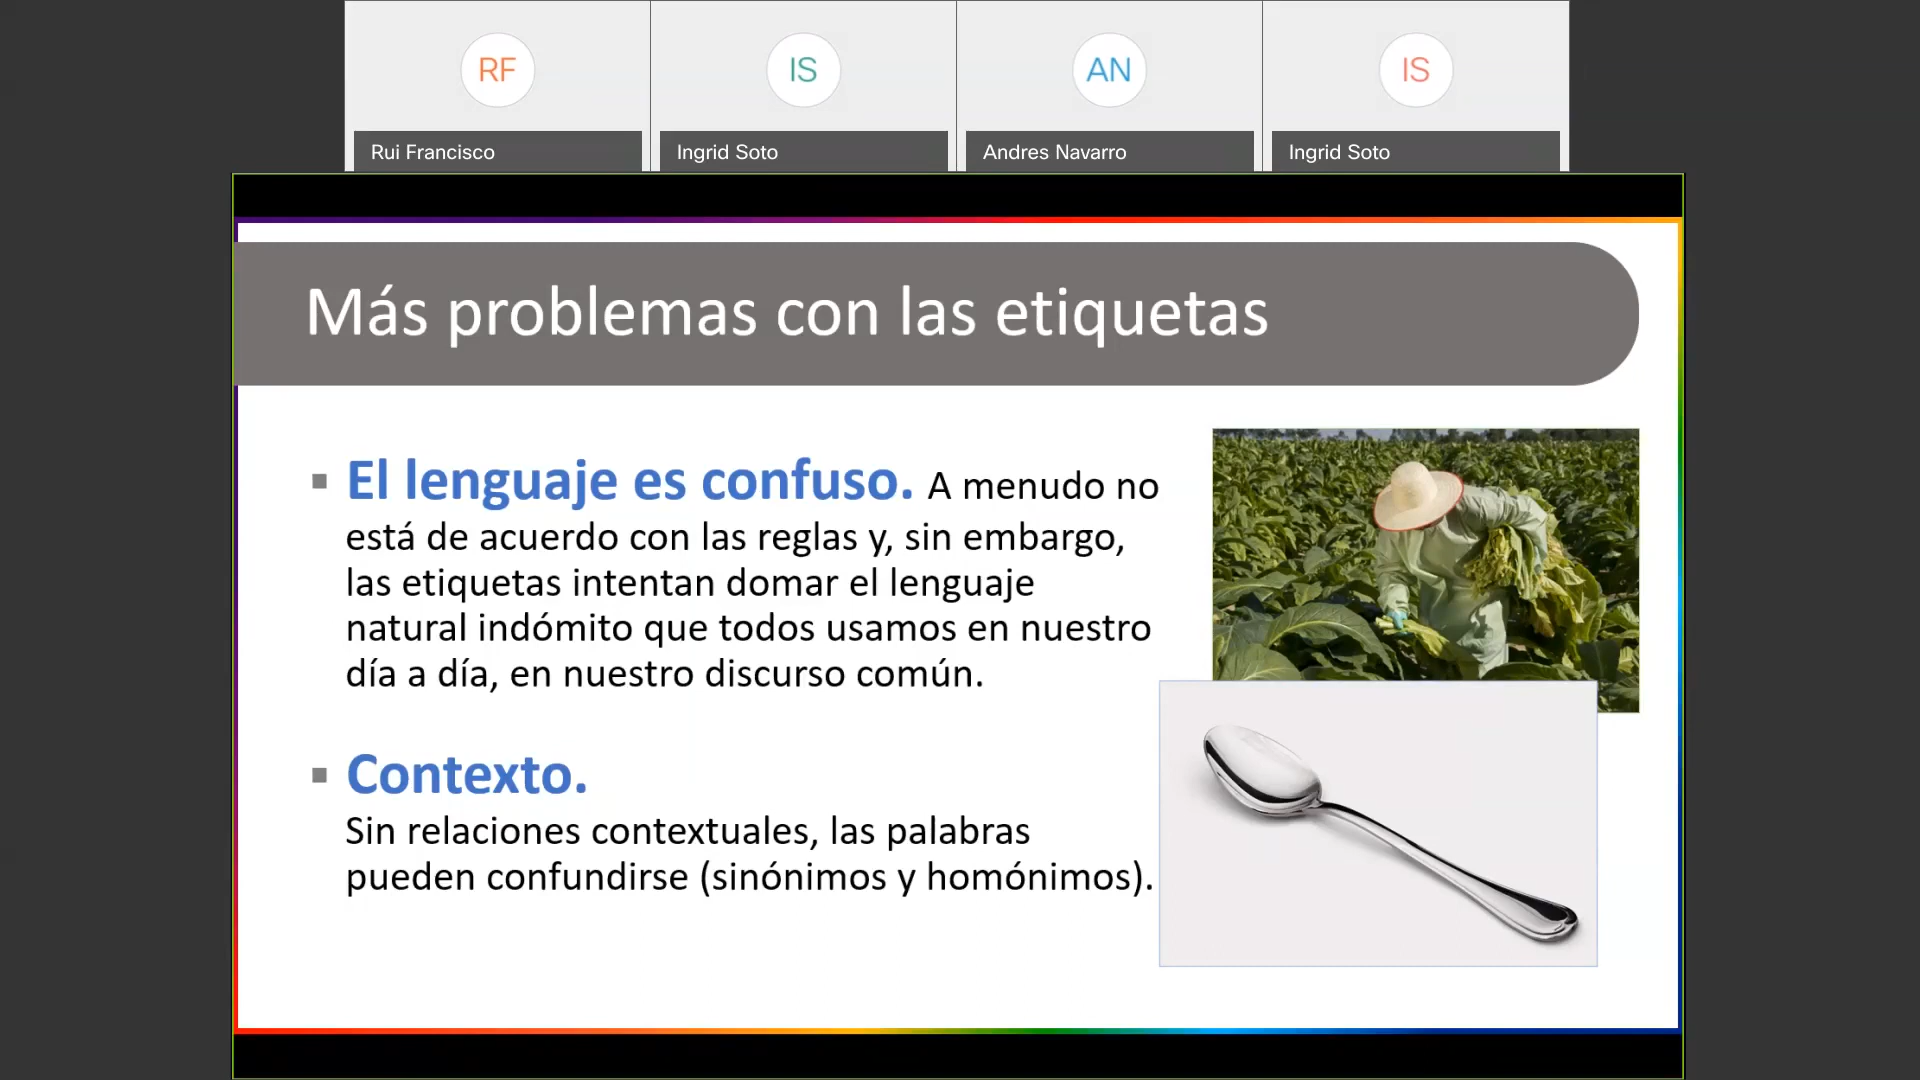 RF
IS
AN
IS
Rui Francisco
Ingrid Soto
Andres Navarro
Ingrid Soto
Más problemas con las etiquetas
El lenguaje es confuso. A menudo no
está de acuerdo con las reglas y, sin embargo,
las etiquetas intentan domar el lenguaje
natural indómito que todos usamos en nuestro
día a día, en nuestro discurso común.
Contexto.
Sin relaciones contextuales, las palabras
pueden confundirse (sinónimos y homónimos).